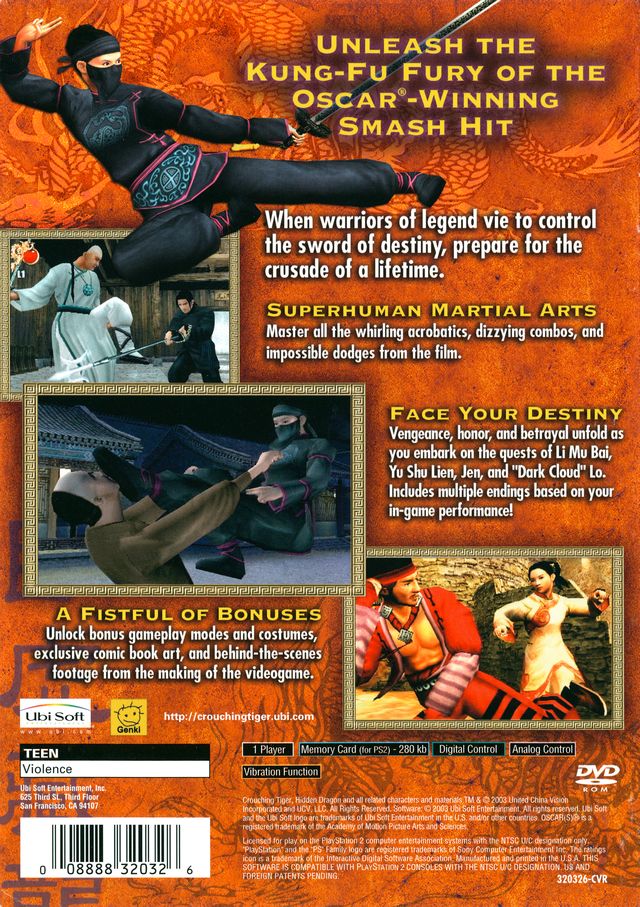 UNLEASH THE
KUNG-FU FURY OF THE
OSCAR®-WINNING
SMASH HIT
When warriors of legend vie to control
the sword of destiny, prepare for the
crusade of a lifetime.
L1
SUPERHUMAN MARTIAL ARTS
Master all the whirling acrobatics, dizzying combos, and
impossible dodges from the film.
FACE YOUR DESTINY
Vengeance, honor, and betrayal unfold as
you embark on the quests of Li Mu Bai,
Yu Shu Lien, Jen, and "Dark Cloud" Lo.
Includes multiple endings based on your
in-game performance!
A FISTFUL OF BONUSES
Unlock bonus gameplay modes and costumes,
exclusive comic book art, and behind-the-scenes
footage from the making of the videogame.
Ubi Soft
www.ubi.com
Genki
http://crouchingtiger.ubi.com
TEEN
Violence
1 Player
Memory Card (for PS2) - 280 kb
Digital Control
Analog Control
Vibration Function
DVD
ROM
Ubi Soft Entertainment, Inc.
625 Third St., Third Floor
San Francisco, CA 94107
Crouching Tiger, Hidden Dragon and all related characters and materials TM & © 2003 United China Vision
Incorporated and UCV, LLC. All Rights Reserved. Software: © 2003 Ubi Soft Entertainment. All rights reserved. Ubi Soft
and the Ubi Soft logo are trademarks of Ubi Soft Entertainment in the U.S. and/or other countries. OSCAR(S)® is a
registered trademark of the Academy of Motion Picture Arts and Sciences.
Licensed for play on the PlayStation 2 computer entertainment systems with the NTSC U/C designation only.
"PlayStation" and the "PS" Family logo are registered trademarks of Sony Computer Entertainment Inc. The ratings
icon is a trademark of the Interactive Digital Software Association. Manufactured and printed in the U.S.A. THIS
SOFTWARE IS COMPATIBLE WITH PLAYSTATION 2 CONSOLES WITH THE NTSC U/C DESIGNATION. US AND
FOREIGN PATENTS PENDING.
320326-CVR
0 08888 32032 6